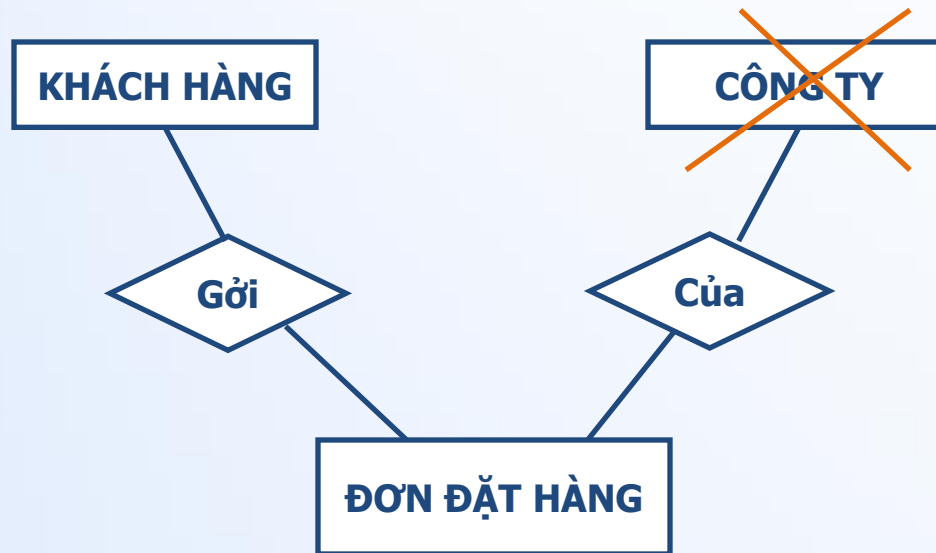 KHÁCH HÀNG
CÔNG TY
Gởi
Của
ĐƠN ĐẶT HÀNG